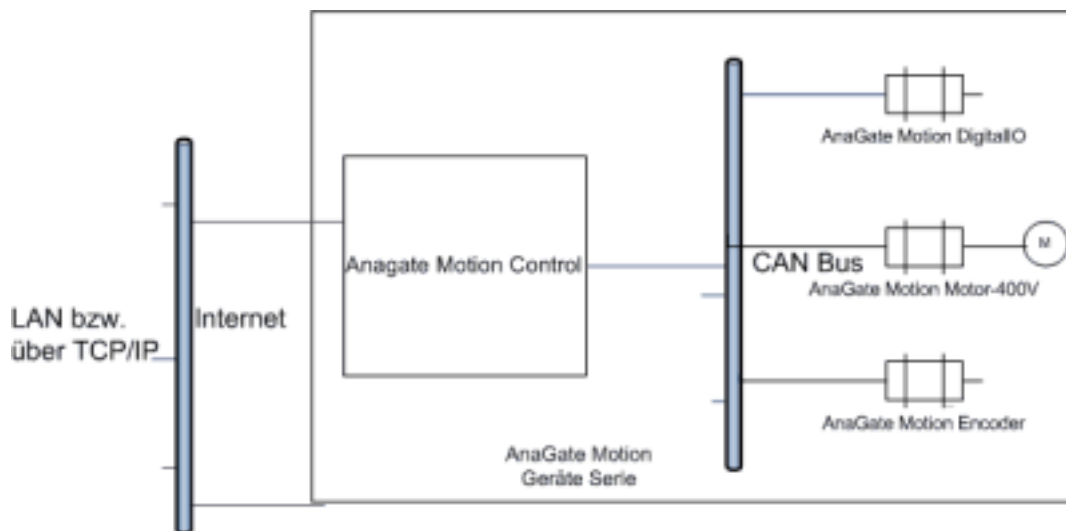 LAN bzw.
über TCP/IP
Internet
Anagate Motion Control
AnaGate Motion
Geräte Serie
CAN Bus
AnaGate Motion DigitalIO
M
AnaGate Motion Motor-400V
AnaGate Motion Encoder